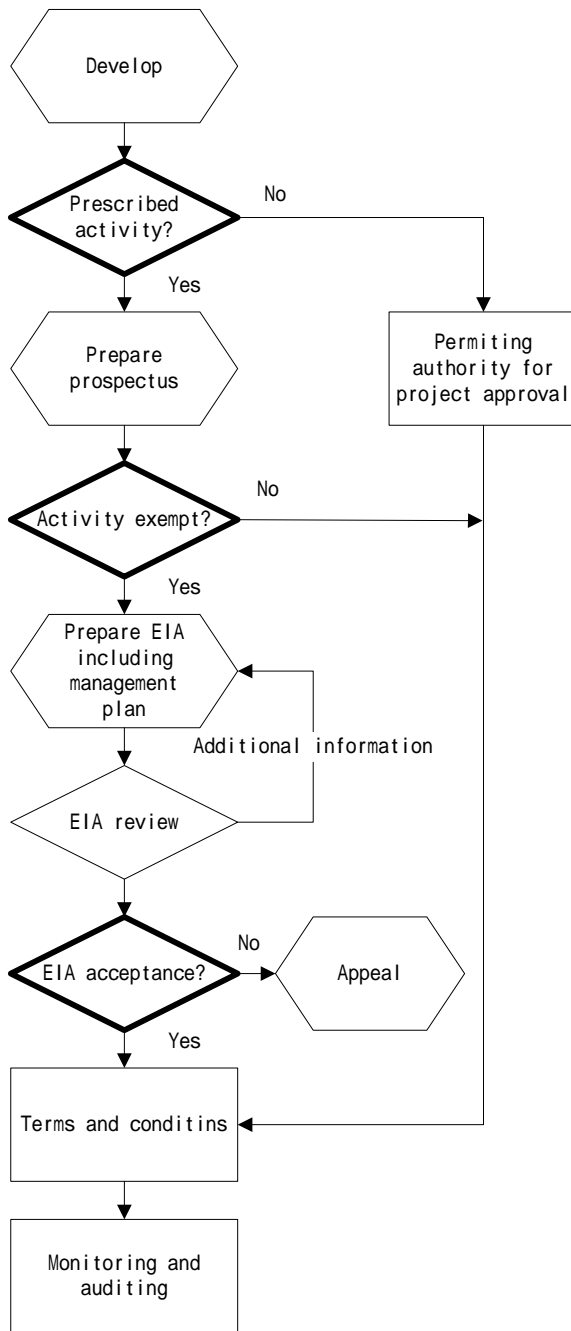 Develop
Prescribed
activity?
No
Yes
Prepare
prospectus
Permiting
authority for
project approval
Activity exempt?
No
Yes
Prepare EIA
including
management
plan
Additional information
EIA review
EIA acceptance?
No
Appeal
Yes
Terms and conditins
Monitoring and
auditing